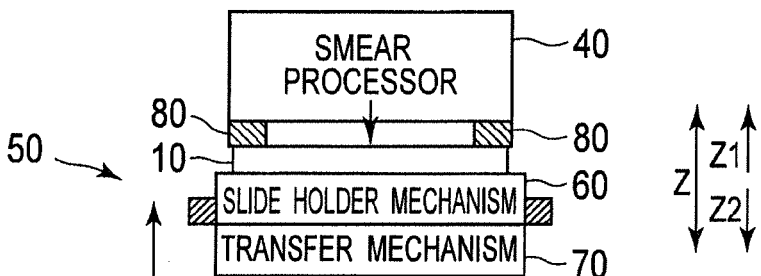 SMEAR
PROCESSOR
40
80
80
50
10
60
SLIDE HOLDER MECHANISM
Z
Z1
Z2
TRANSFER MECHANISM
70